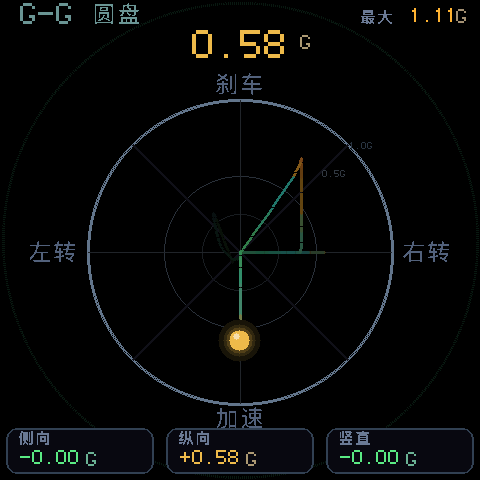 G-G 圆盘
最大 1.11G
0.58 G
刹车
1.0G
0.5G
左转
右转
加速
侧向
-0.00 G
纵向
+0.58 G
竖直
-0.00 G